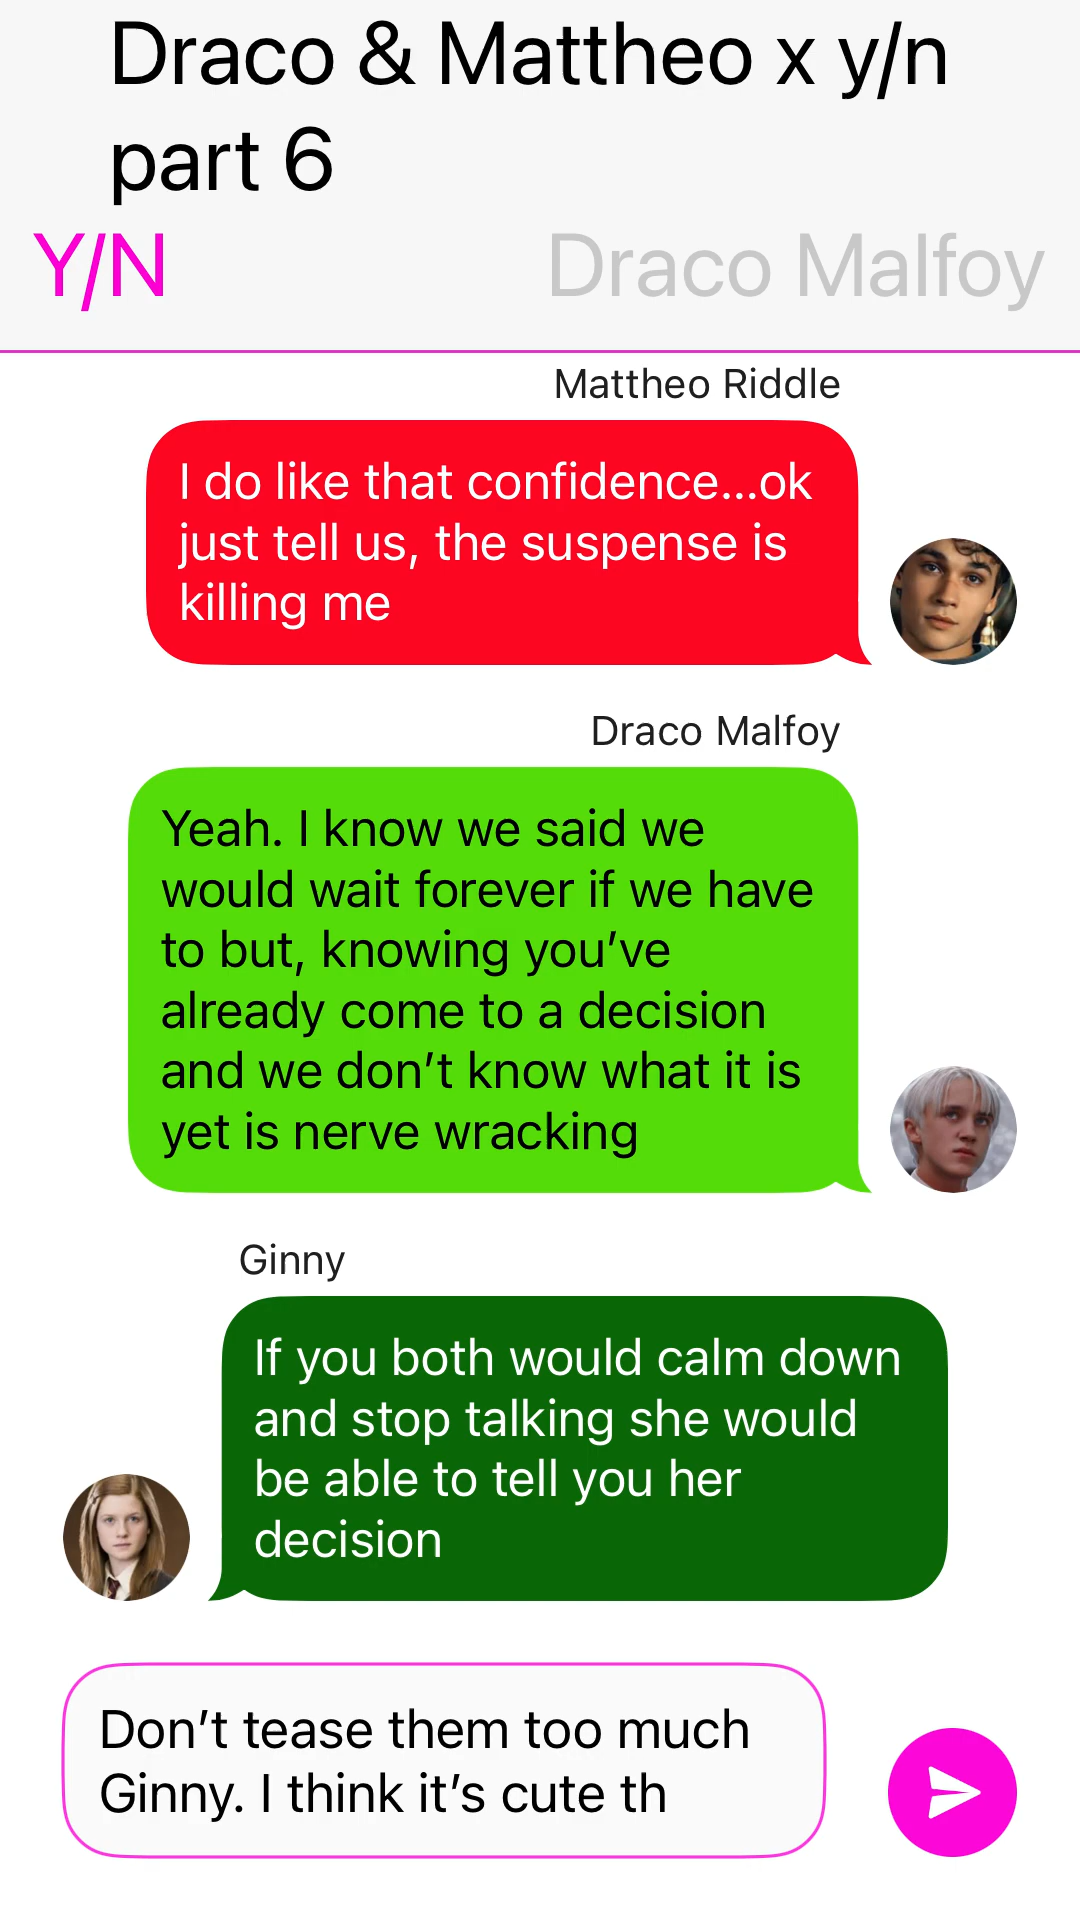 Draco & Mattheo x y/n
part 6
Y/N
Draco Malfoy
Mattheo Riddle
I do like that confidence...ok
just tell us, the suspense is
killing me
Draco Malfoy
Yeah. I know we said we
would wait forever if we have
to but, knowing you’ve
already come to a decision
and we don’t know what it is
yet is nerve wracking
Ginny
If you both would calm down
and stop talking she would
be able to tell you her
decision
Don’t tease them too much
Ginny. I think it’s cute th